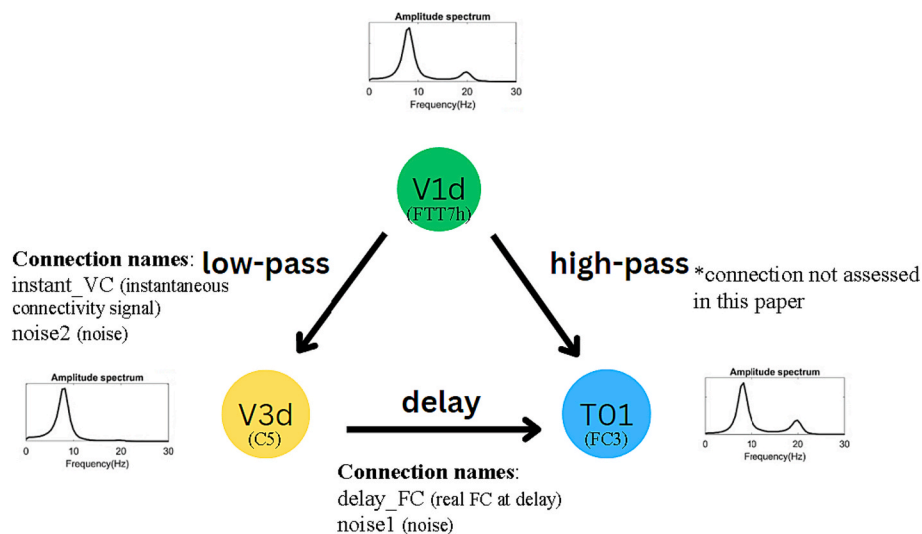 Amplitude spectrum
0 10 20 30
Frequency(Hz)
V1d
(FTT7h)
Connection names:
instant_VC (instantaneous
connectivity signal)
noise2 (noise)
low-pass
high-pass
*connection not assessed
in this paper
Amplitude spectrum
0 10 20 30
Frequency(Hz)
V3d
(C5)
delay
T01
(FC3)
Amplitude spectrum
0 10 20 30
Frequency(Hz)
Connection names:
delay_FC (real FC at delay)
noise1 (noise)